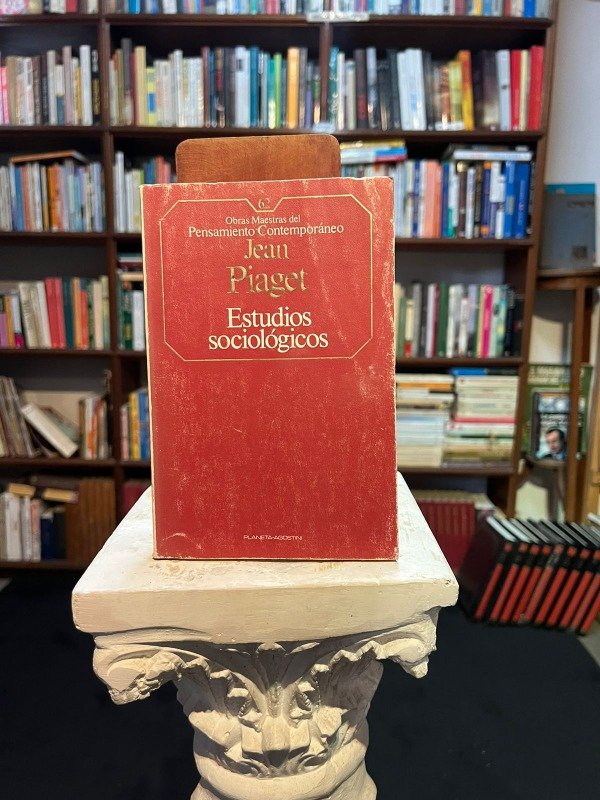 62
Obras Maestras del
Pensamiento Contemporáneo
Jean
Piaget
Estudios
sociológicos
PLANETA-AGOSTINI